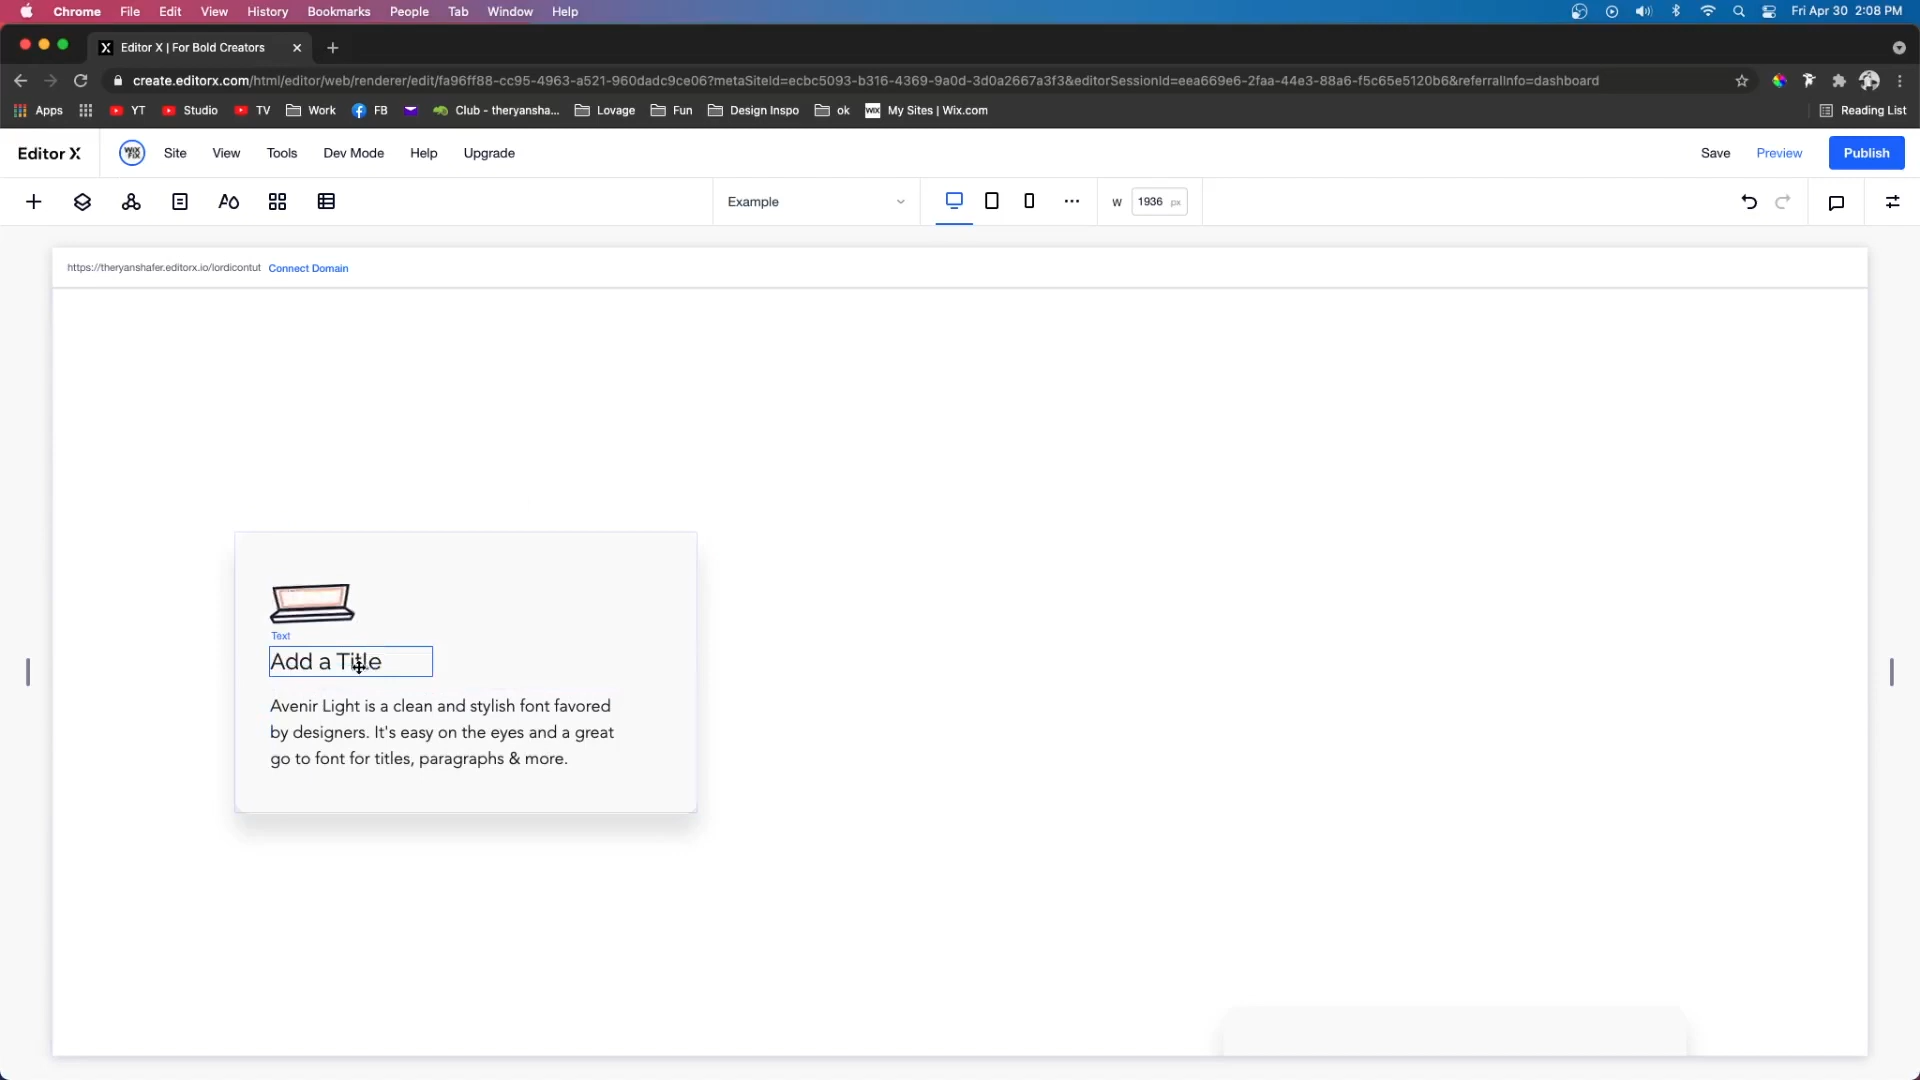 Chrome File Edit View History Bookmarks People Tab Window Help Fri Apr 30 2:08 PM
X Editor X | For Bold Creators
create.editorx.com/html/editor/web/renderer/edit/fa96ff88-cc95-4963-a521-960dadc9ce06?metaSiteId=ecbc5093-b316-4369-9a0d-3d0a2667a3f3&editorSessionId=eea669e6-2faa-44e3-88a6-f5c65e5120b6&referralInfo=dashboard
Apps YT Studio TV Work FB Club - theryansha... Lovage Fun Design Inspo ok WIX My Sites | Wix.com Reading List
Editor X WIX FIX Site View Tools Dev Mode Help Upgrade Save Preview Publish
Example W 1936 px
https://theryanshafer.editorx.io/lordicontut Connect Domain
Text
Add a Title
Avenir Light is a clean and stylish font favored
by designers. It's easy on the eyes and a great
go to font for titles, paragraphs & more.